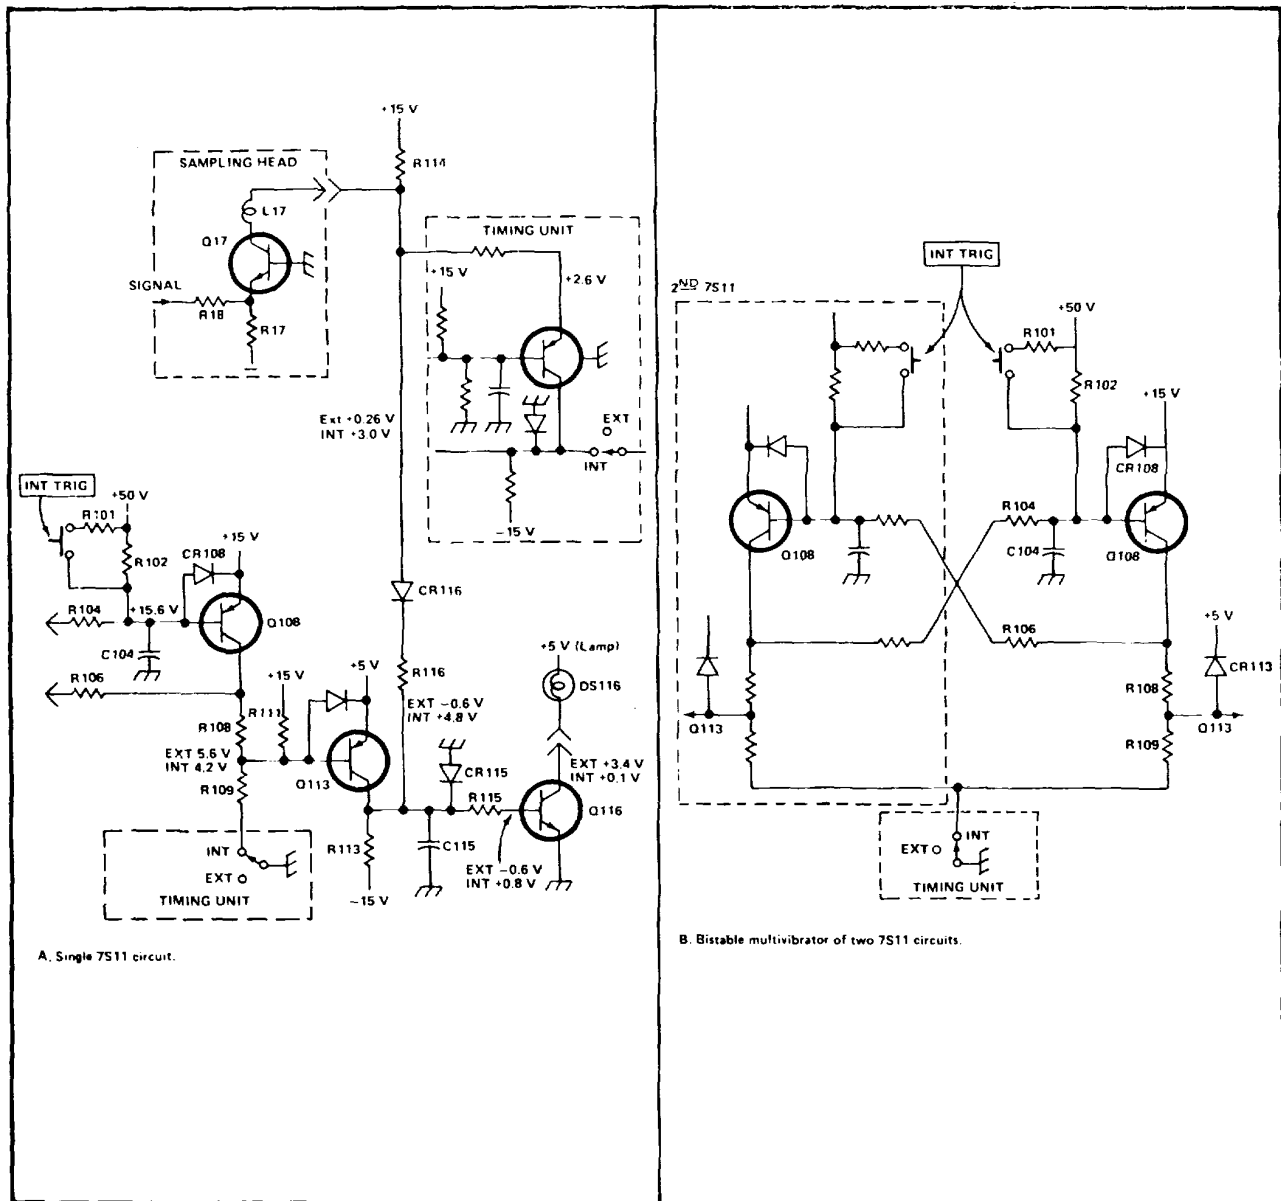 +15 V
R114
SAMPLING HEAD
L17
Q17
SIGNAL
R18
R17
TIMING UNIT
+15 V
+2.6 V
EXT
INT
-15 V
Ext +0.26 V
INT +3.0 V
INT TRIG
+50 V
R101
R102
+15 V
CR108
R104
+15.6 V
Q108
C104
R106
+15 V
R108
R111
+5 V
EXT 5.6 V
INT 4.2 V
Q113
R109
CR116
R116
EXT -0.6 V
INT +4.8 V
+5 V (Lamp)
DS116
CR115
EXT +3.4 V
INT +0.1 V
R115
Q116
INT
EXT
TIMING UNIT
R113
-15 V
C115
EXT -0.6 V
INT +0.8 V
A. Single 7S11 circuit.
INT TRIG
2ND 7S11
+50 V
R101
R102
+15 V
CR108
Q108
R104
C104
Q108
R106
+5 V
CR113
R108
Q113
Q113
R109
INT
EXT
TIMING UNIT
B. Bistable multivibrator of two 7S11 circuits.